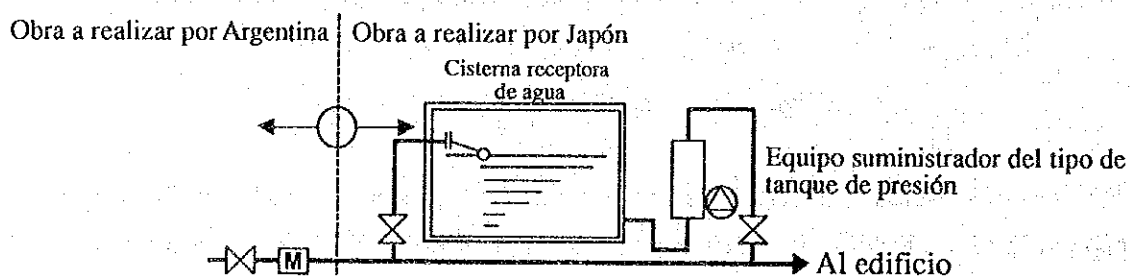 Obra a realizar por Argentina
Obra a realizar por Japón
Cisterna receptora
de agua
Equipo suministrador del tipo de
tanque de presión
M
Al edificio